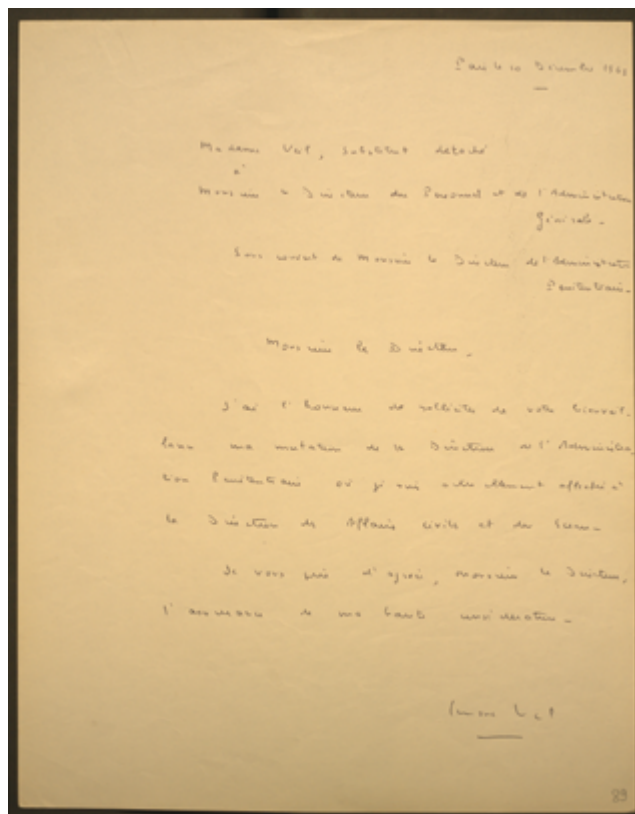 Paris le 10 Décembre 196
Madame Veil, substitut détaché
à
Monsieur le Directeur du Personnel et de l'Administration
Générale.
Sous couvert de Monsieur le Directeur de l'Administration
Pénitentiaire.
Monsieur le Directeur,
J'ai l'honneur de solliciter de votre bienveil-
lance ma mutation de la Direction de l'Administra-
tion Pénitentiaire où je suis actuellement affectée à
la Direction des Affaires civiles et du Sceau.
Je vous prie d'agréer, Monsieur le Directeur,
l'assurance de ma haute considération.
Simone Veil
89